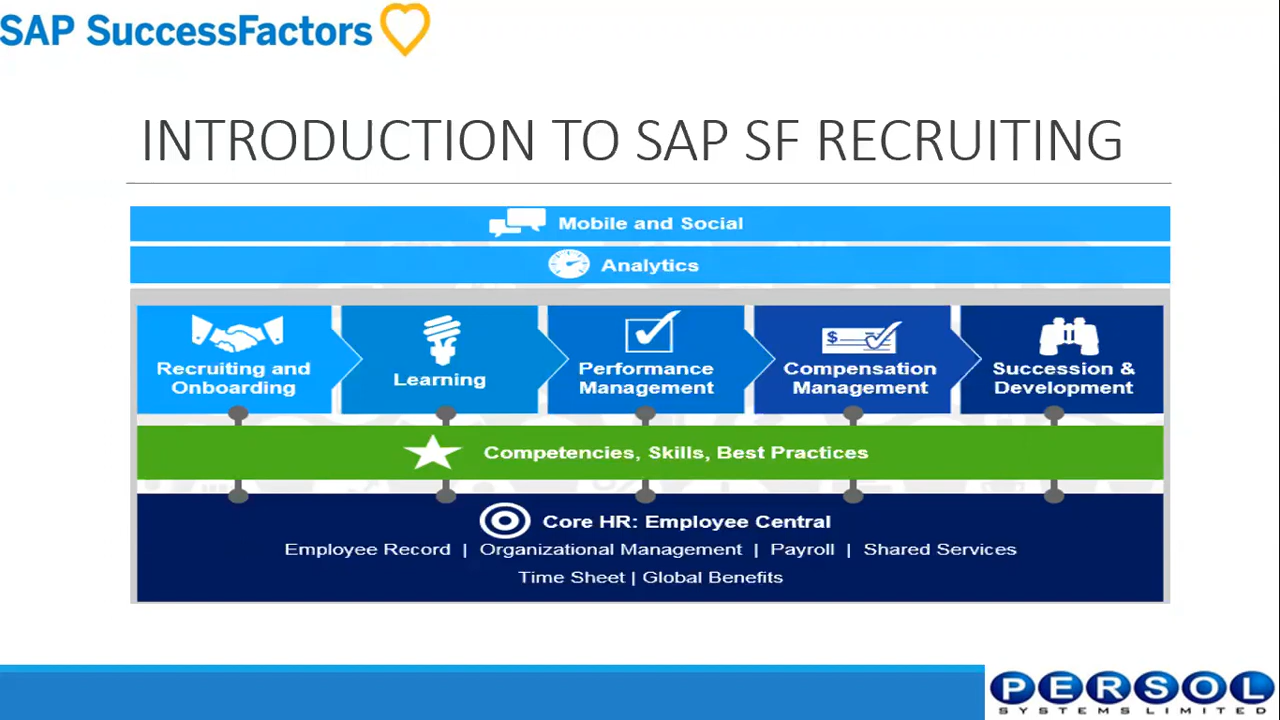 SAP SuccessFactors
INTRODUCTION TO SAP SF RECRUITING
Mobile and Social
Analytics
Recruiting and
Onboarding
Learning
Performance
Management
$
Compensation
Management
Succession &
Development
Competencies, Skills, Best Practices
Core HR: Employee Central
Employee Record | Organizational Management | Payroll | Shared Services
Time Sheet | Global Benefits
PERSOL
SYSTEMS LIMITED